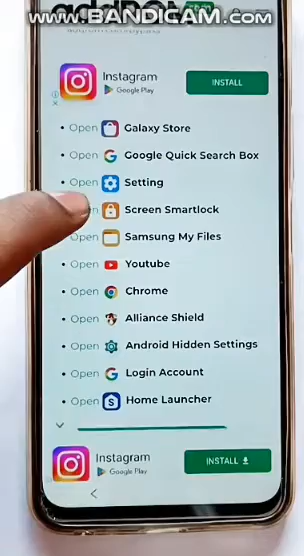 www.BANDICAM.com
Instagram
Google Play
INSTALL
• Open Galaxy Store
• Open Google Quick Search Box
• Open Setting
Screen Smartlock
• Open Samsung My Files
• Open Youtube
• Open Chrome
• Open Alliance Shield
• Open Android Hidden Settings
• Open Login Account
• Open Home Launcher
Instagram
Google Play
INSTALL